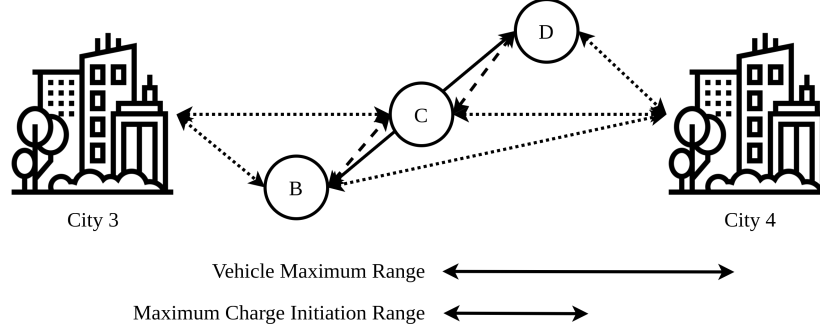 D
C
B
City 3
City 4
Vehicle Maximum Range
Maximum Charge Initiation Range